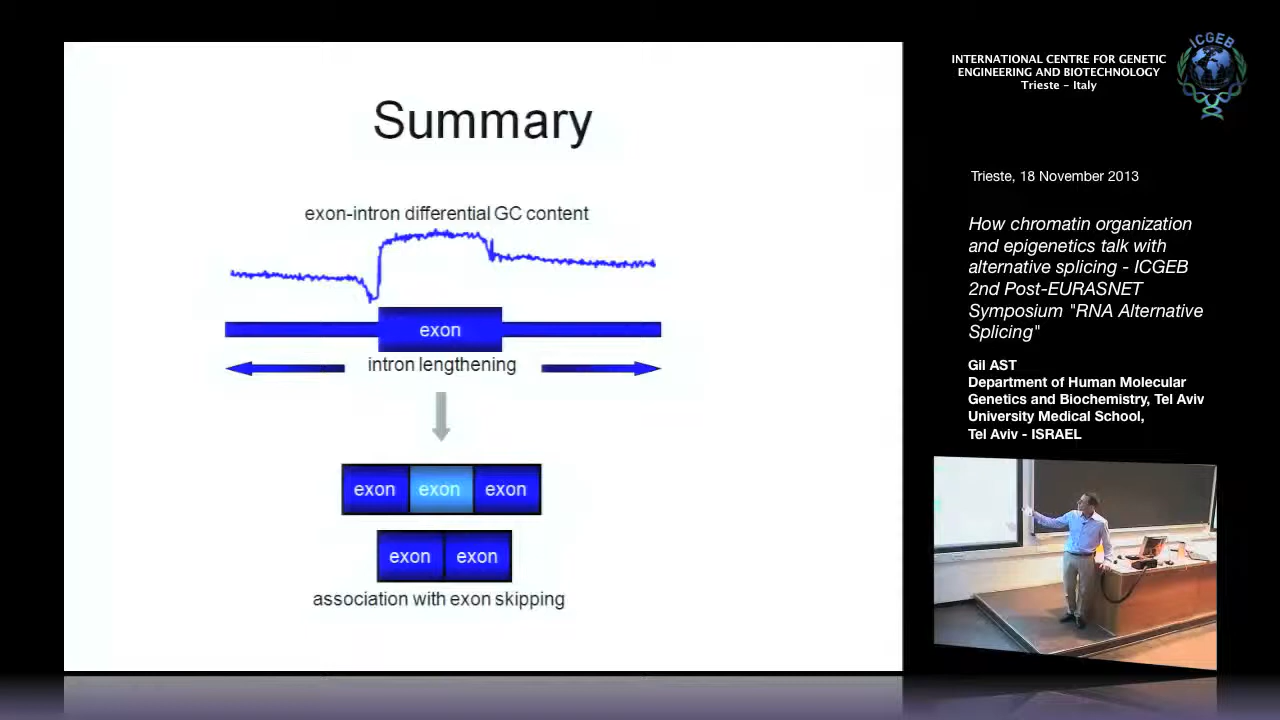 Summary
exon-intron differential GC content
exon
intron lengthening
exon exon exon
exon exon
association with exon skipping
ICGEB
INTERNATIONAL CENTRE FOR GENETIC
ENGINEERING AND BIOTECHNOLOGY
Trieste - Italy
Trieste, 18 November 2013
How chromatin organization
and epigenetics talk with
alternative splicing - ICGEB
2nd Post-EURASNET
Symposium "RNA Alternative
Splicing"
Gil AST
Department of Human Molecular
Genetics and Biochemistry, Tel Aviv
University Medical School,
Tel Aviv - ISRAEL